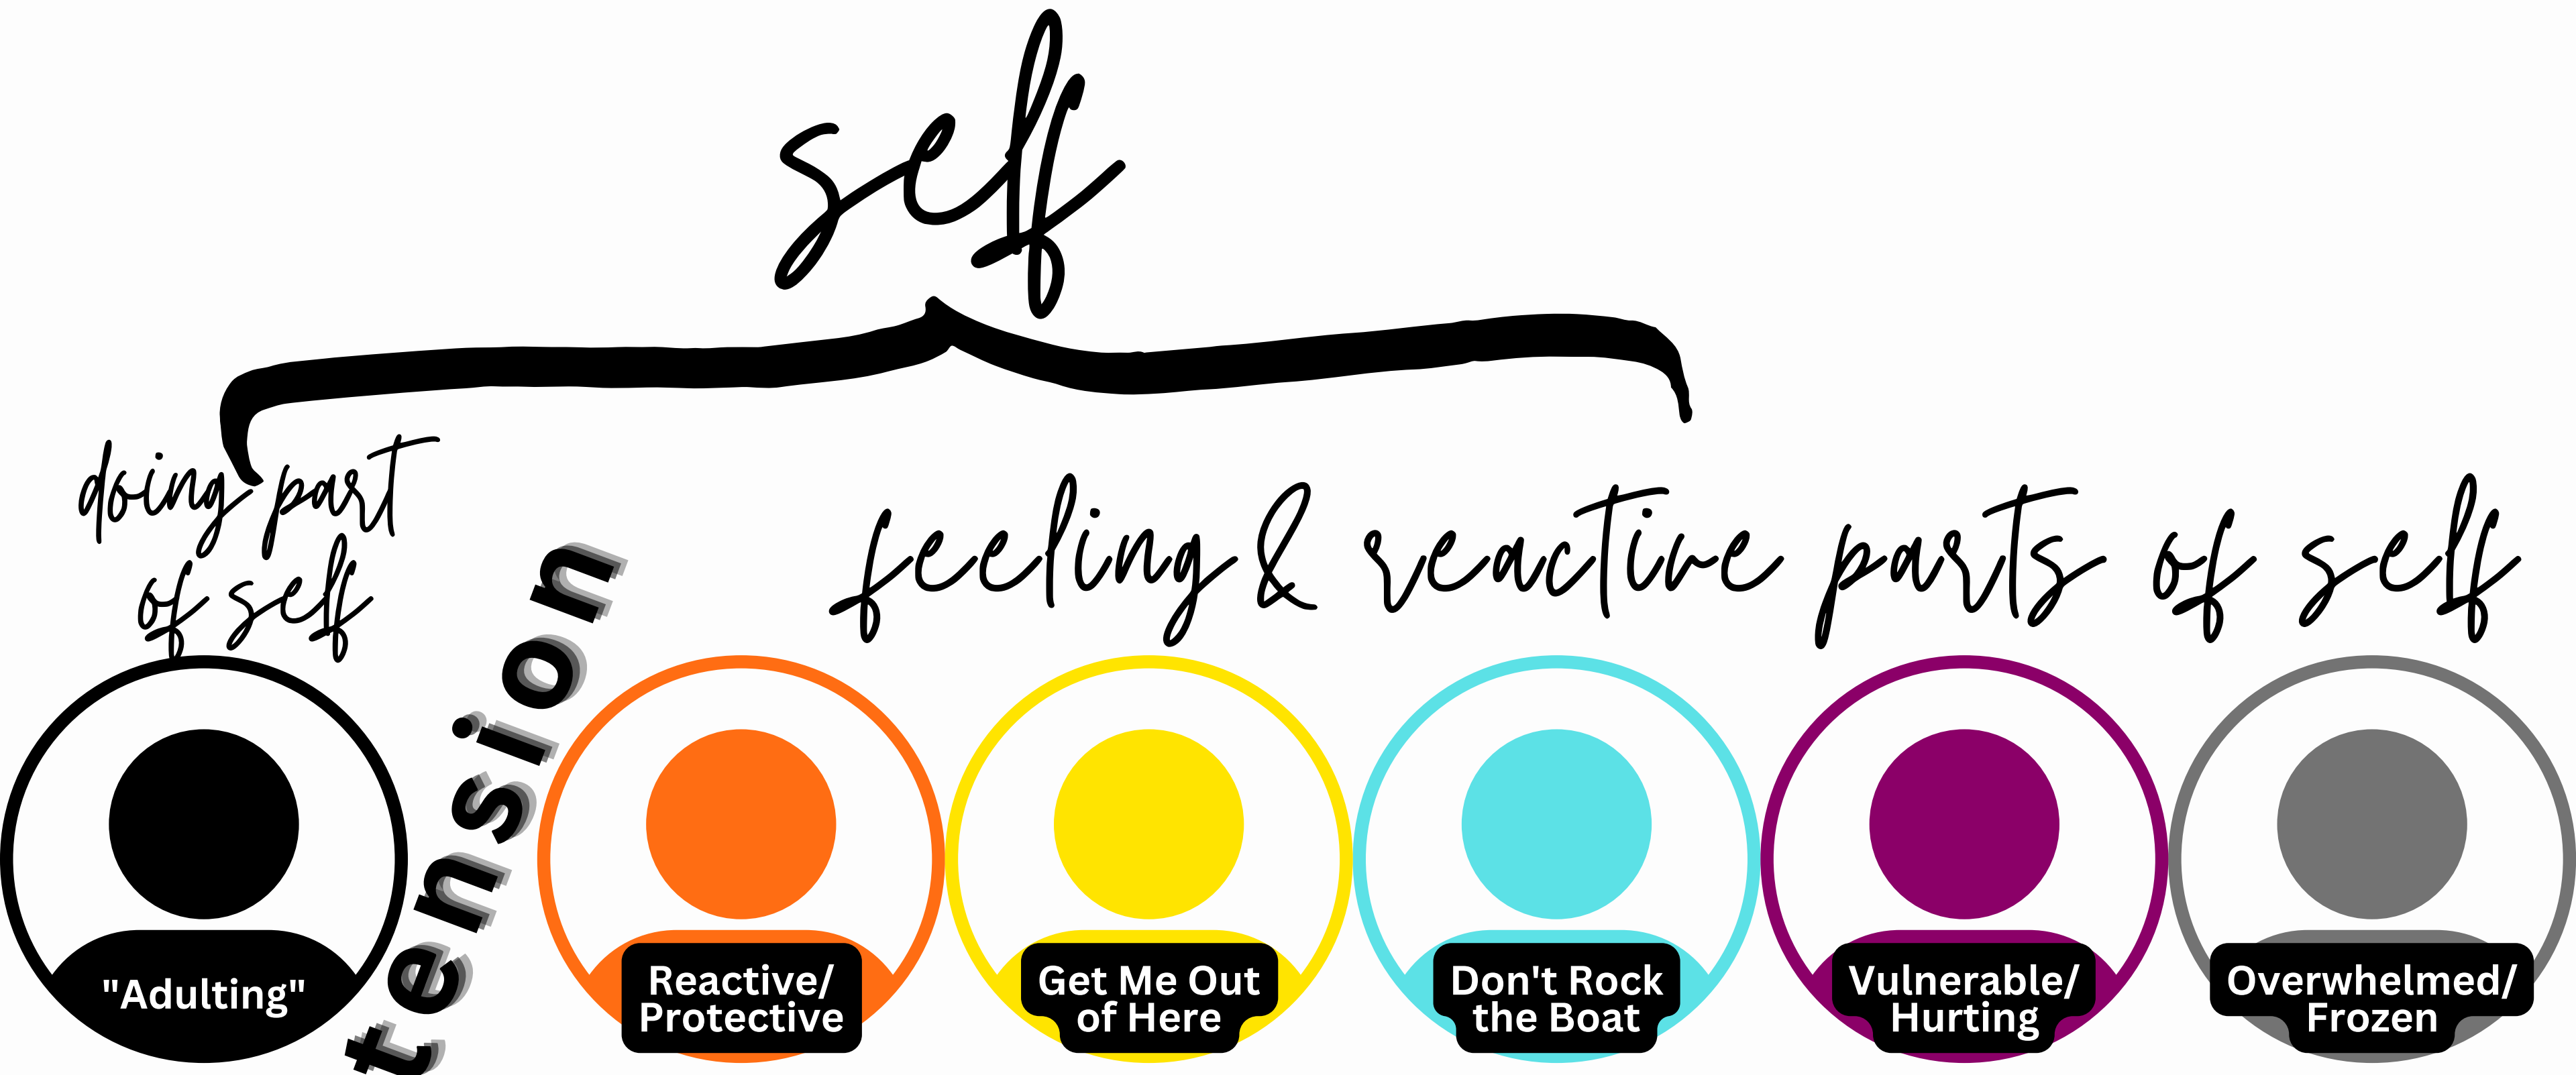 self
doing part
of self
feeling & reactive parts of self
tension
"Adulting"
Reactive/
Protective
Get Me Out
of Here
Don't Rock
the Boat
Vulnerable/
Hurting
Overwhelmed/
Frozen